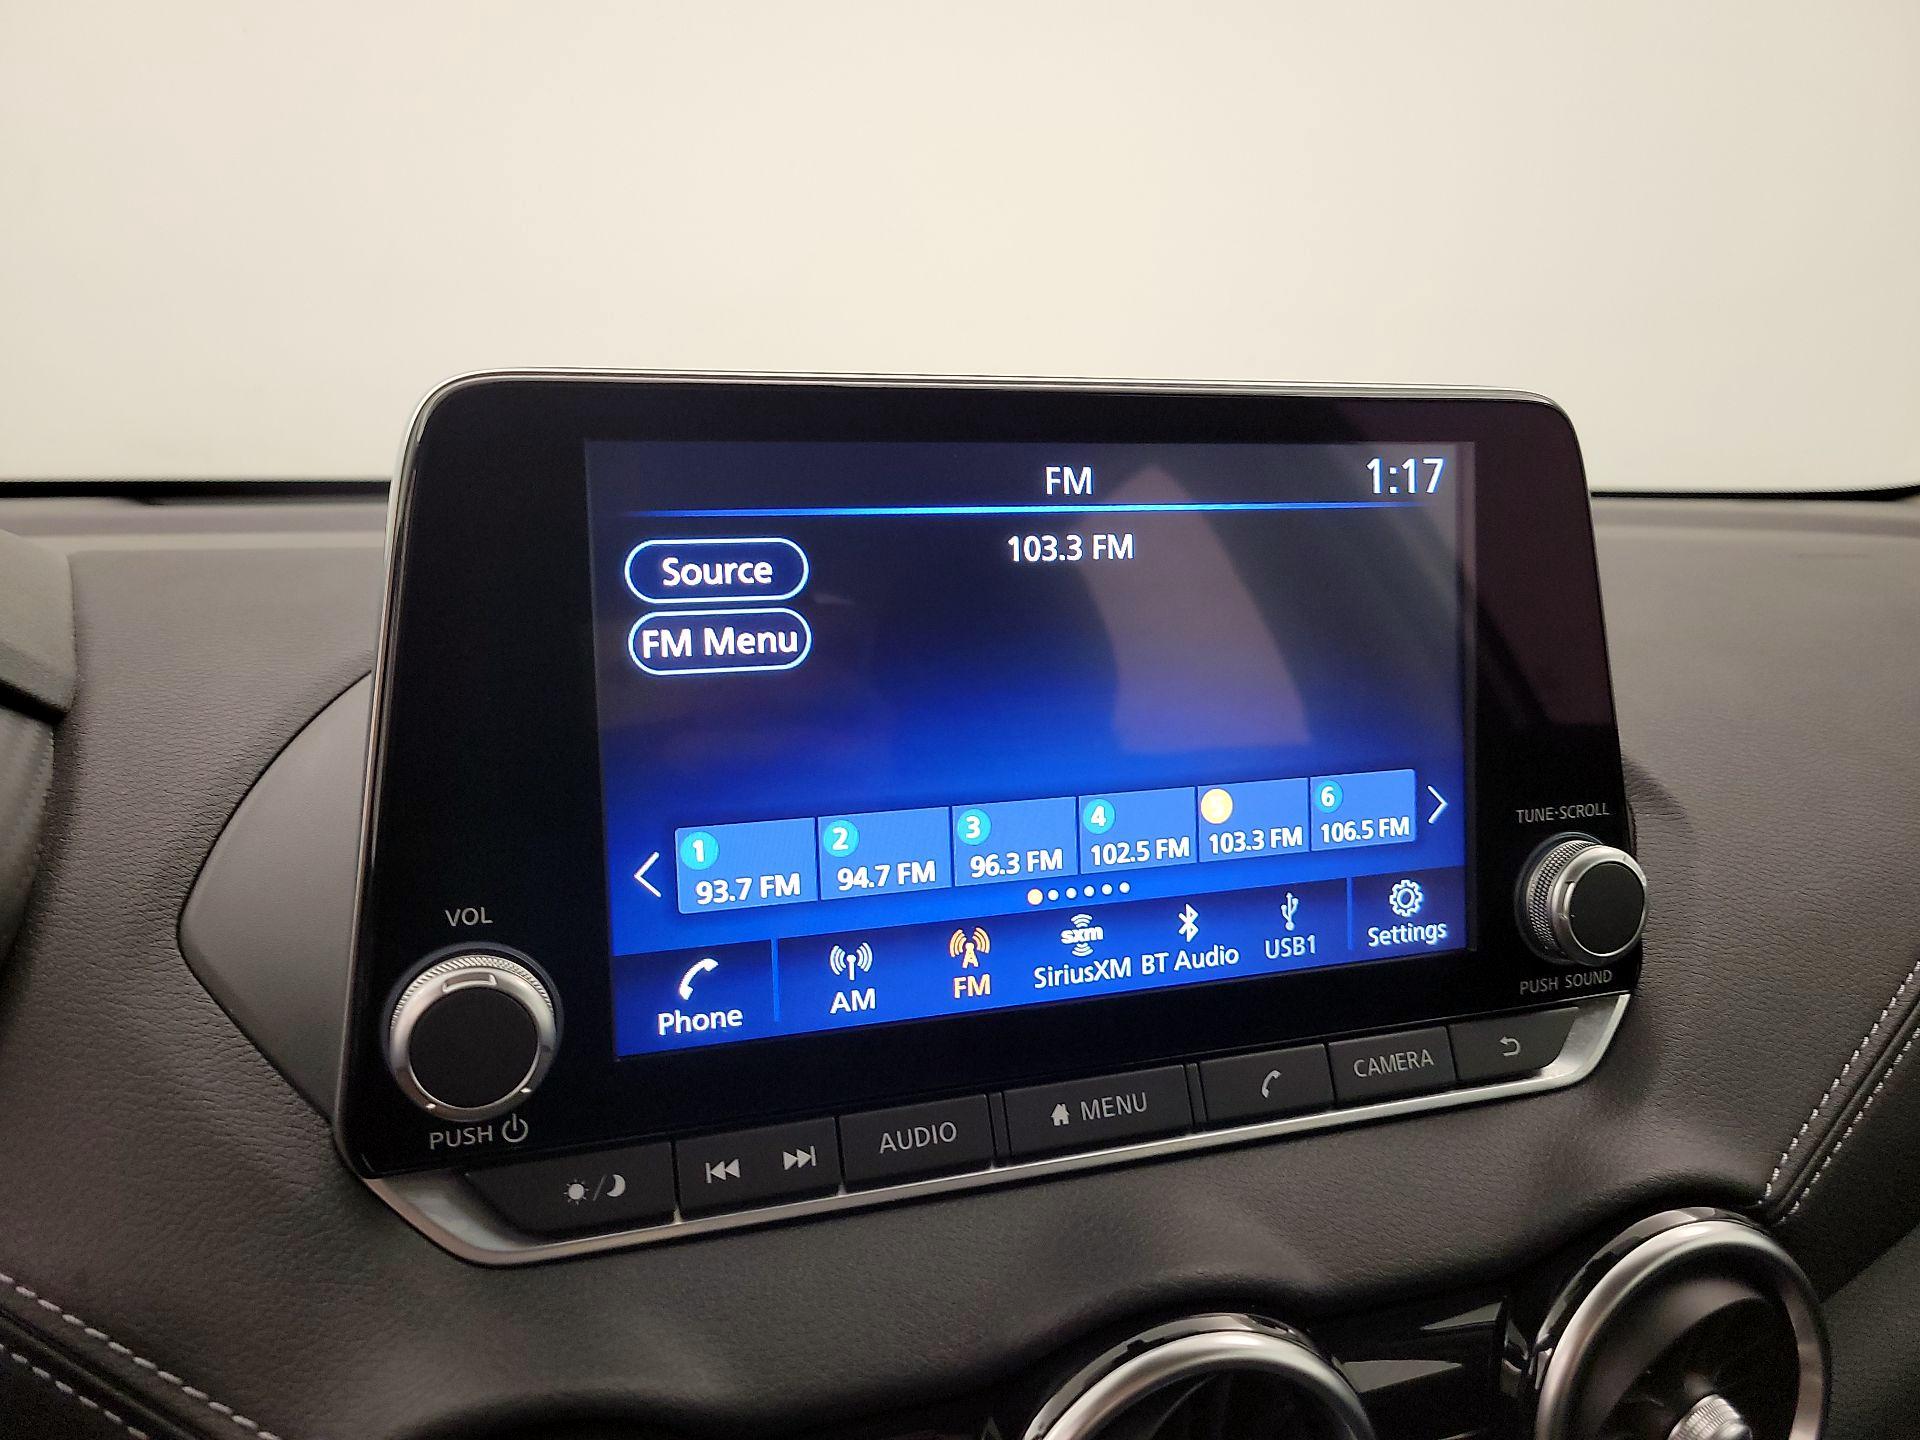 FM
1:17
Source
103.3 FM
FM Menu
1
93.7 FM
2
94.7 FM
3
96.3 FM
4
102.5 FM
5
103.3 FM
6
106.5 FM
Phone
AM
FM
sxm
SiriusXM
BT Audio
USB1
Settings
VOL
PUSH
TUNE·SCROLL
PUSH SOUND
AUDIO
MENU
CAMERA